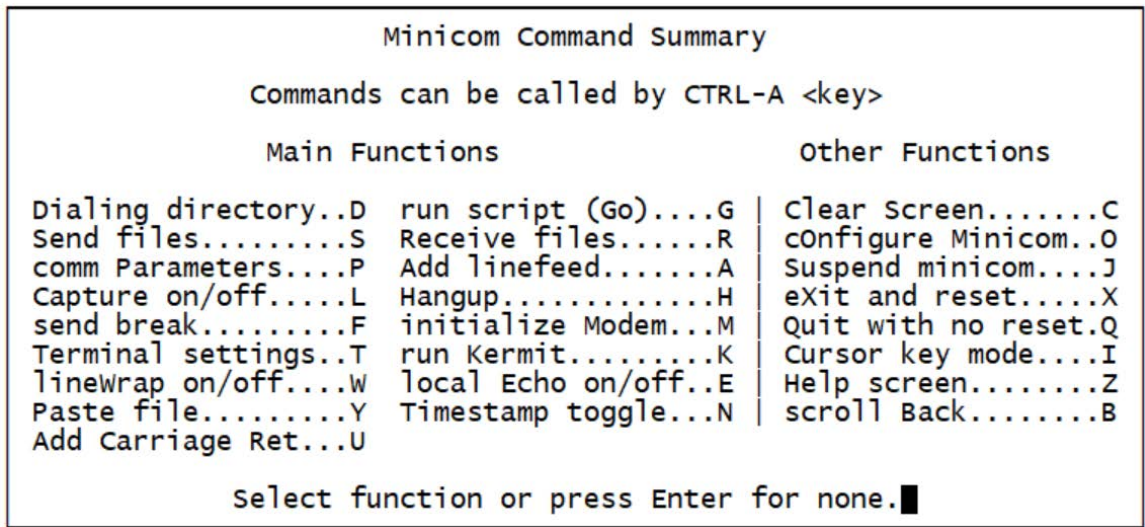 Minicom Command Summary
Commands can be called by CTRL-A <key>
Main Functions Other Functions
Dialing directory..D run script (Go)....G | Clear Screen.......C
Send files.........S Receive files......R | cOnfigure Minicom..O
comm Parameters....P Add linefeed.......A | Suspend minicom....J
Capture on/off.....L Hangup.............H | eXit and reset.....X
send break.........F initialize Modem...M | Quit with no reset.Q
Terminal settings..T run Kermit.........K | Cursor key mode....I
lineWrap on/off....W local Echo on/off..E | Help screen........Z
Paste file.........Y Timestamp toggle...N | scroll Back........B
Add Carriage Ret...U
Select function or press Enter for none.